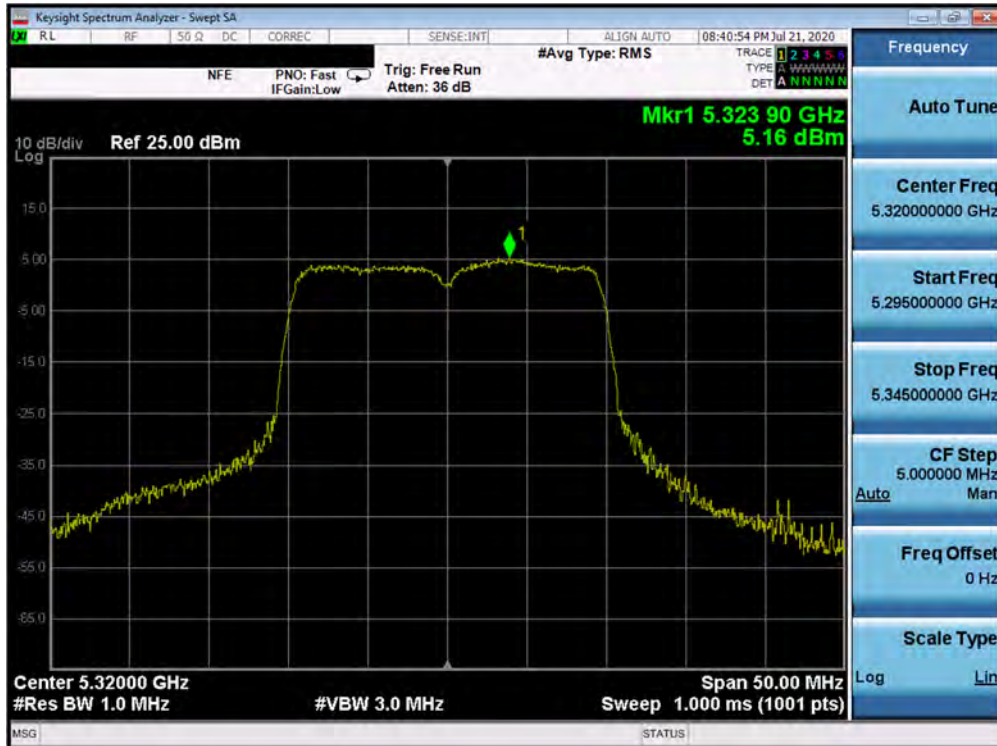 Keysight Spectrum Analyzer - Swept SA
LXI RL RF 50 Ω DC CORREC SENSE:INT ALIGN AUTO 08:40:54 PM Jul 21, 2020
NFE PNO: Fast Trig: Free Run #Avg Type: RMS TRACE 1 2 3 4 5 6
IFGain:Low Atten: 36 dB TYPE A WWWWW
DET A N N N N N
Mkr1 5.323 90 GHz
5.16 dBm
10 dB/div Ref 25.00 dBm
Log
15.0
1
5.00
-5.00
-15.0
-25.0
-35.0
-45.0
-55.0
-65.0
Center 5.32000 GHz Span 50.00 MHz
#Res BW 1.0 MHz #VBW 3.0 MHz Sweep 1.000 ms (1001 pts)
MSG STATUS
Frequency
Auto Tune
Center Freq
5.320000000 GHz
Start Freq
5.295000000 GHz
Stop Freq
5.345000000 GHz
CF Step
5.000000 MHz
Auto Man
Freq Offset
0 Hz
Scale Type
Log Lin